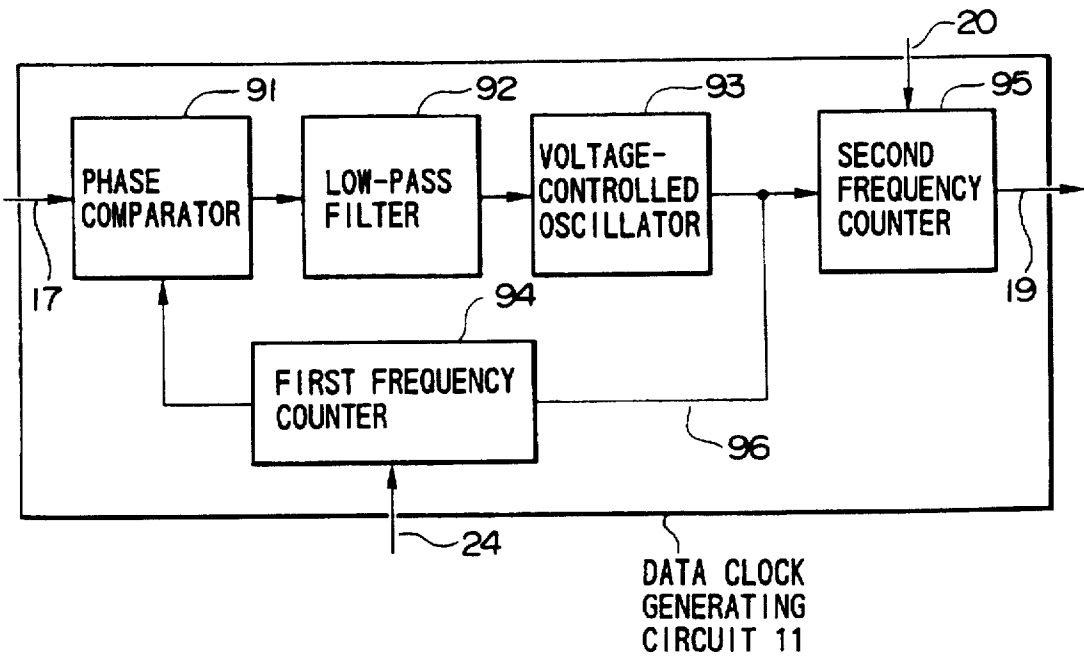 20
91
92
93
95
PHASE
COMPARATOR
LOW-PASS
FILTER
VOLTAGE-
CONTROLLED
OSCILLATOR
SECOND
FREQUENCY
COUNTER
17
19
94
FIRST FREQUENCY
COUNTER
96
24
DATA CLOCK
GENERATING
CIRCUIT 11